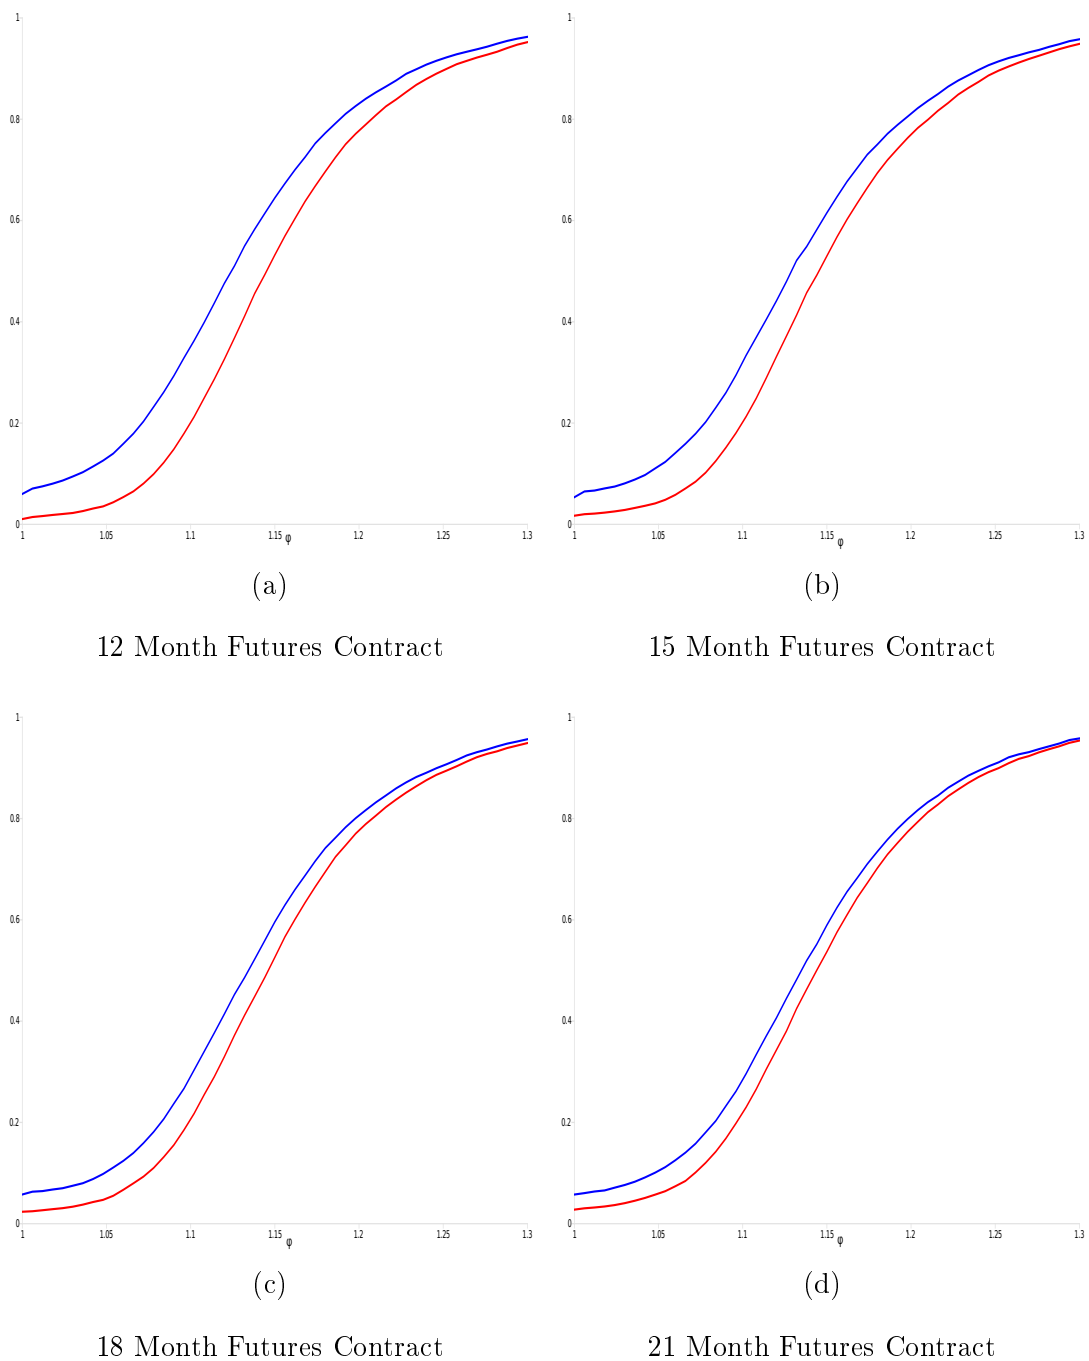 1
1
0.8
0.8
0.6
0.6
0.4
0.4
0.2
0.2
0
0
1 1.05 1.1 1.15 1.2 1.25 1.3
1 1.05 1.1 1.15 1.2 1.25 1.3
φ
φ
(a)
(b)
12 Month Futures Contract
15 Month Futures Contract
1
1
0.8
0.8
0.6
0.6
0.4
0.4
0.2
0.2
0
0
1 1.05 1.1 1.15 1.2 1.25 1.3
1 1.05 1.1 1.15 1.2 1.25 1.3
φ
φ
(c)
(d)
18 Month Futures Contract
21 Month Futures Contract